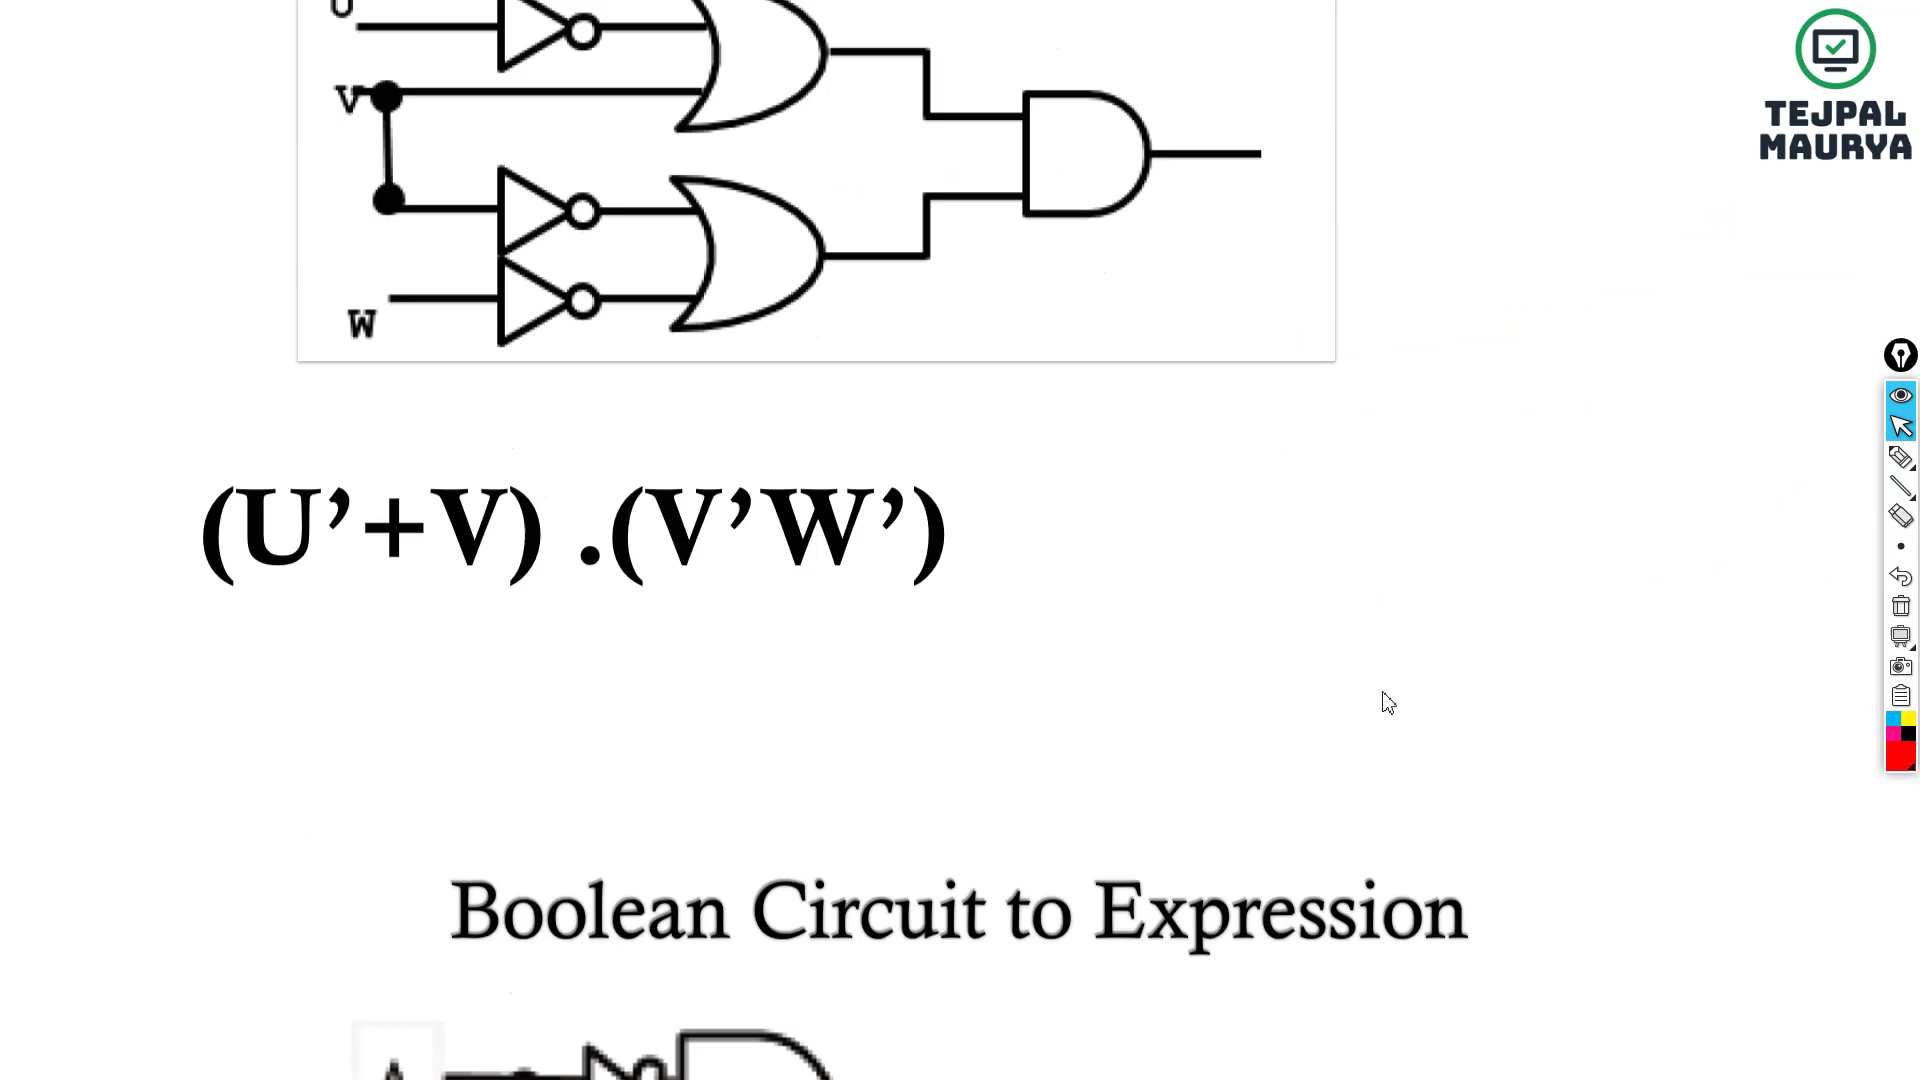 U
V
W
TEJPAL
MAURYA
(U’+V) .(V’W’)
Boolean Circuit to Expression
A